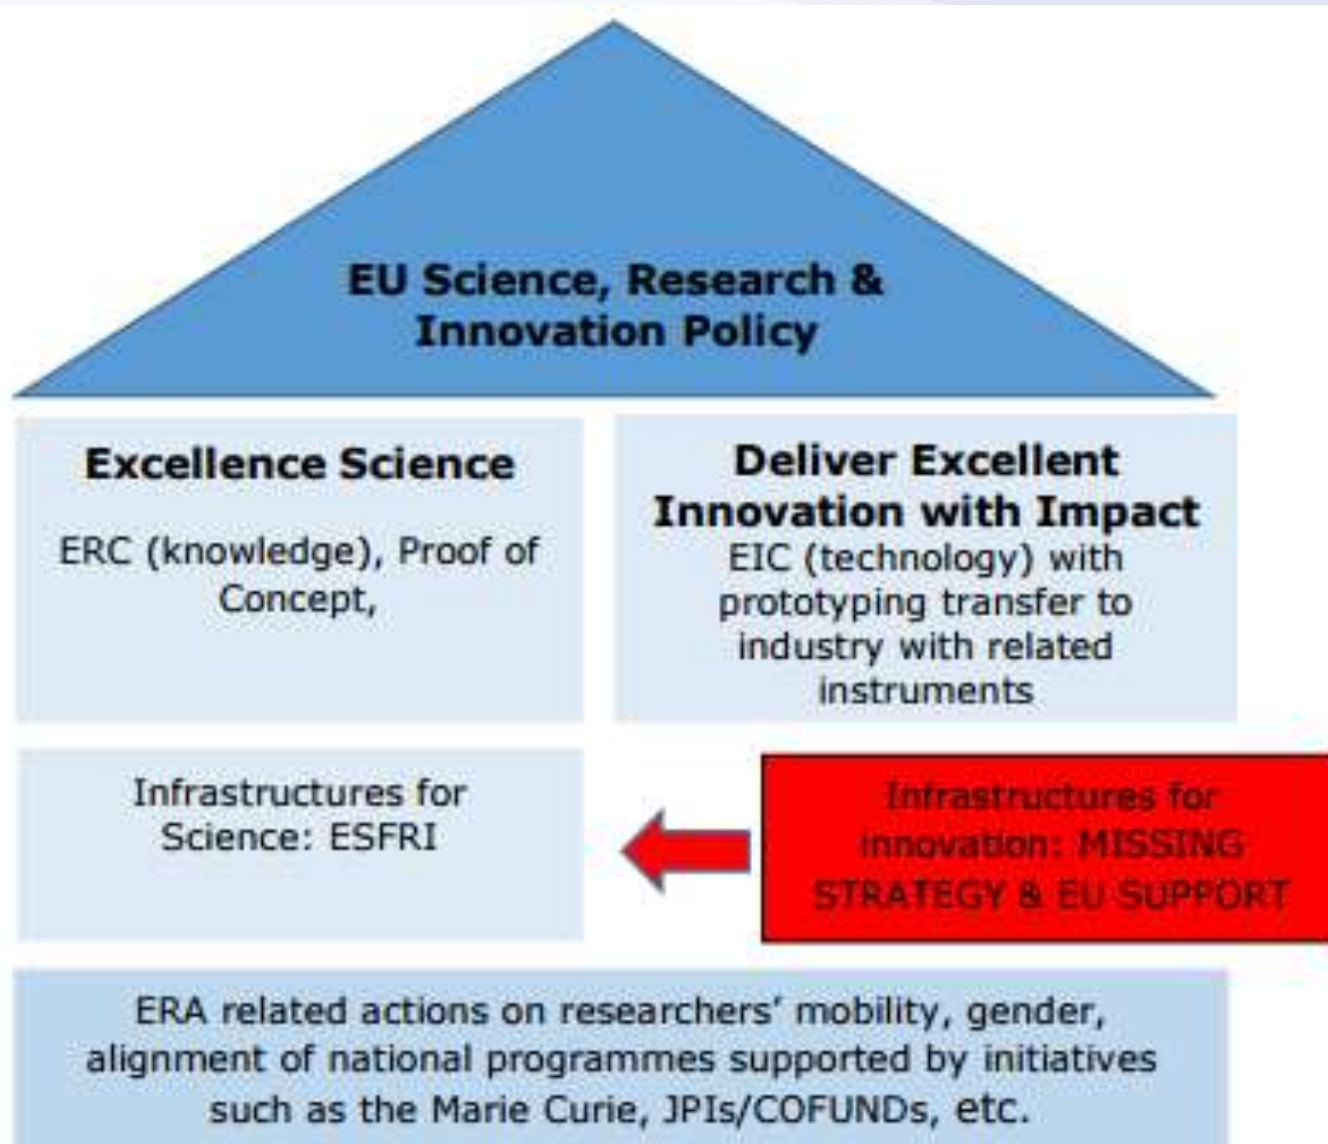 EU Science, Research &
Innovation Policy
Excellence Science
ERC (knowledge), Proof of
Concept,
Deliver Excellent
Innovation with Impact
EIC (technology) with
prototyping transfer to
industry with related
instruments
Infrastructures for
Science: ESFRI
Infrastructures for
innovation: MISSING
STRATEGY & EU SUPPORT
ERA related actions on researchers’ mobility, gender,
alignment of national programmes supported by initiatives
such as the Marie Curie, JPIs/COFUNDs, etc.